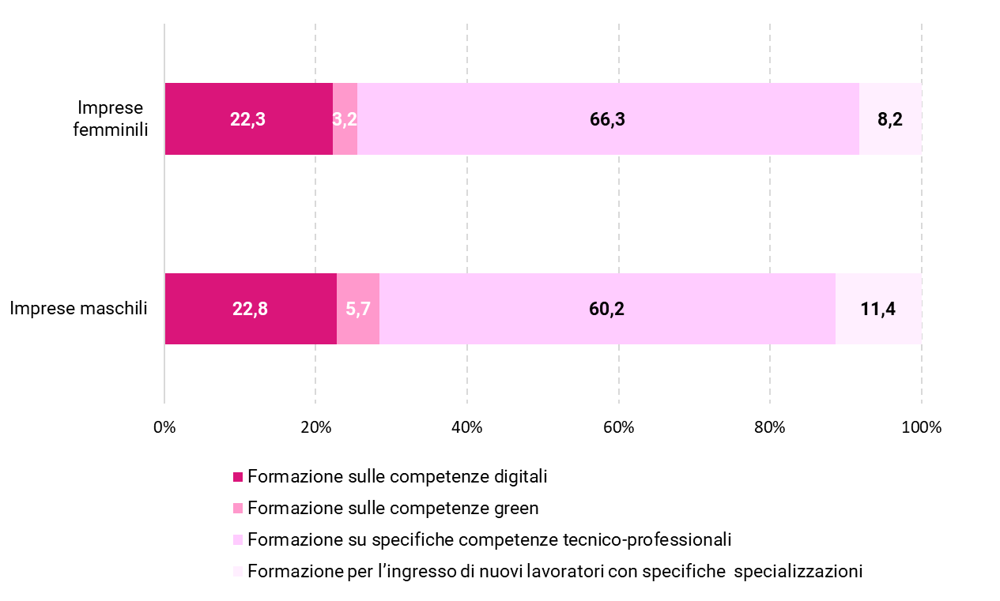 Imprese
femminili
22,3
3,2
66,3
8,2
Imprese maschili
22,8
5,7
60,2
11,4
0%
20%
40%
60%
80%
100%
Formazione sulle competenze digitali
Formazione sulle competenze green
Formazione su specifiche competenze tecnico-professionali
Formazione per l’ingresso di nuovi lavoratori con specifiche  specializzazioni